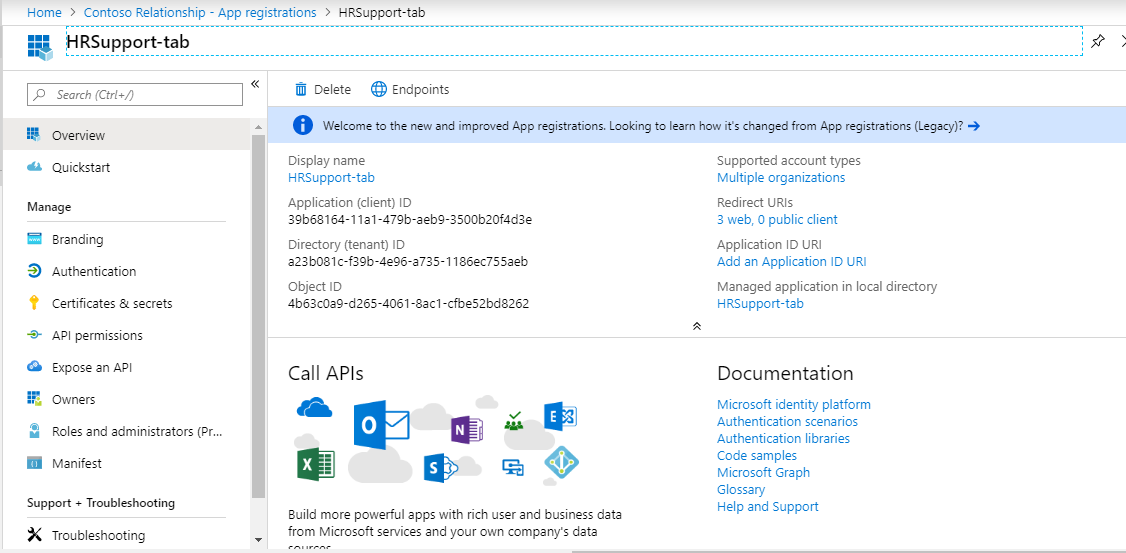 Home > Contoso Relationship - App registrations > HRSupport-tab
HRSupport-tab
Search (Ctrl+/)
Overview
Quickstart
Manage
Branding
Authentication
Certificates & secrets
API permissions
Expose an API
Owners
Roles and administrators (Pr...
Manifest
Support + Troubleshooting
Troubleshooting
Delete
Endpoints
Welcome to the new and improved App registrations. Looking to learn how it's changed from App registrations (Legacy)? →
Display name
HRSupport-tab
Application (client) ID
39b68164-11a1-479b-aeb9-3500b20f4d3e
Directory (tenant) ID
a23b081c-f39b-4e96-a735-1186ec755aeb
Object ID
4b63c0a9-d265-4061-8ac1-cfbe52bd8262
Supported account types
Multiple organizations
Redirect URIs
3 web, 0 public client
Application ID URI
Add an Application ID URI
Managed application in local directory
HRSupport-tab
Call APIs
Build more powerful apps with rich user and business data
from Microsoft services and your own company's data
sources
Documentation
Microsoft identity platform
Authentication scenarios
Authentication libraries
Code samples
Microsoft Graph
Glossary
Help and Support